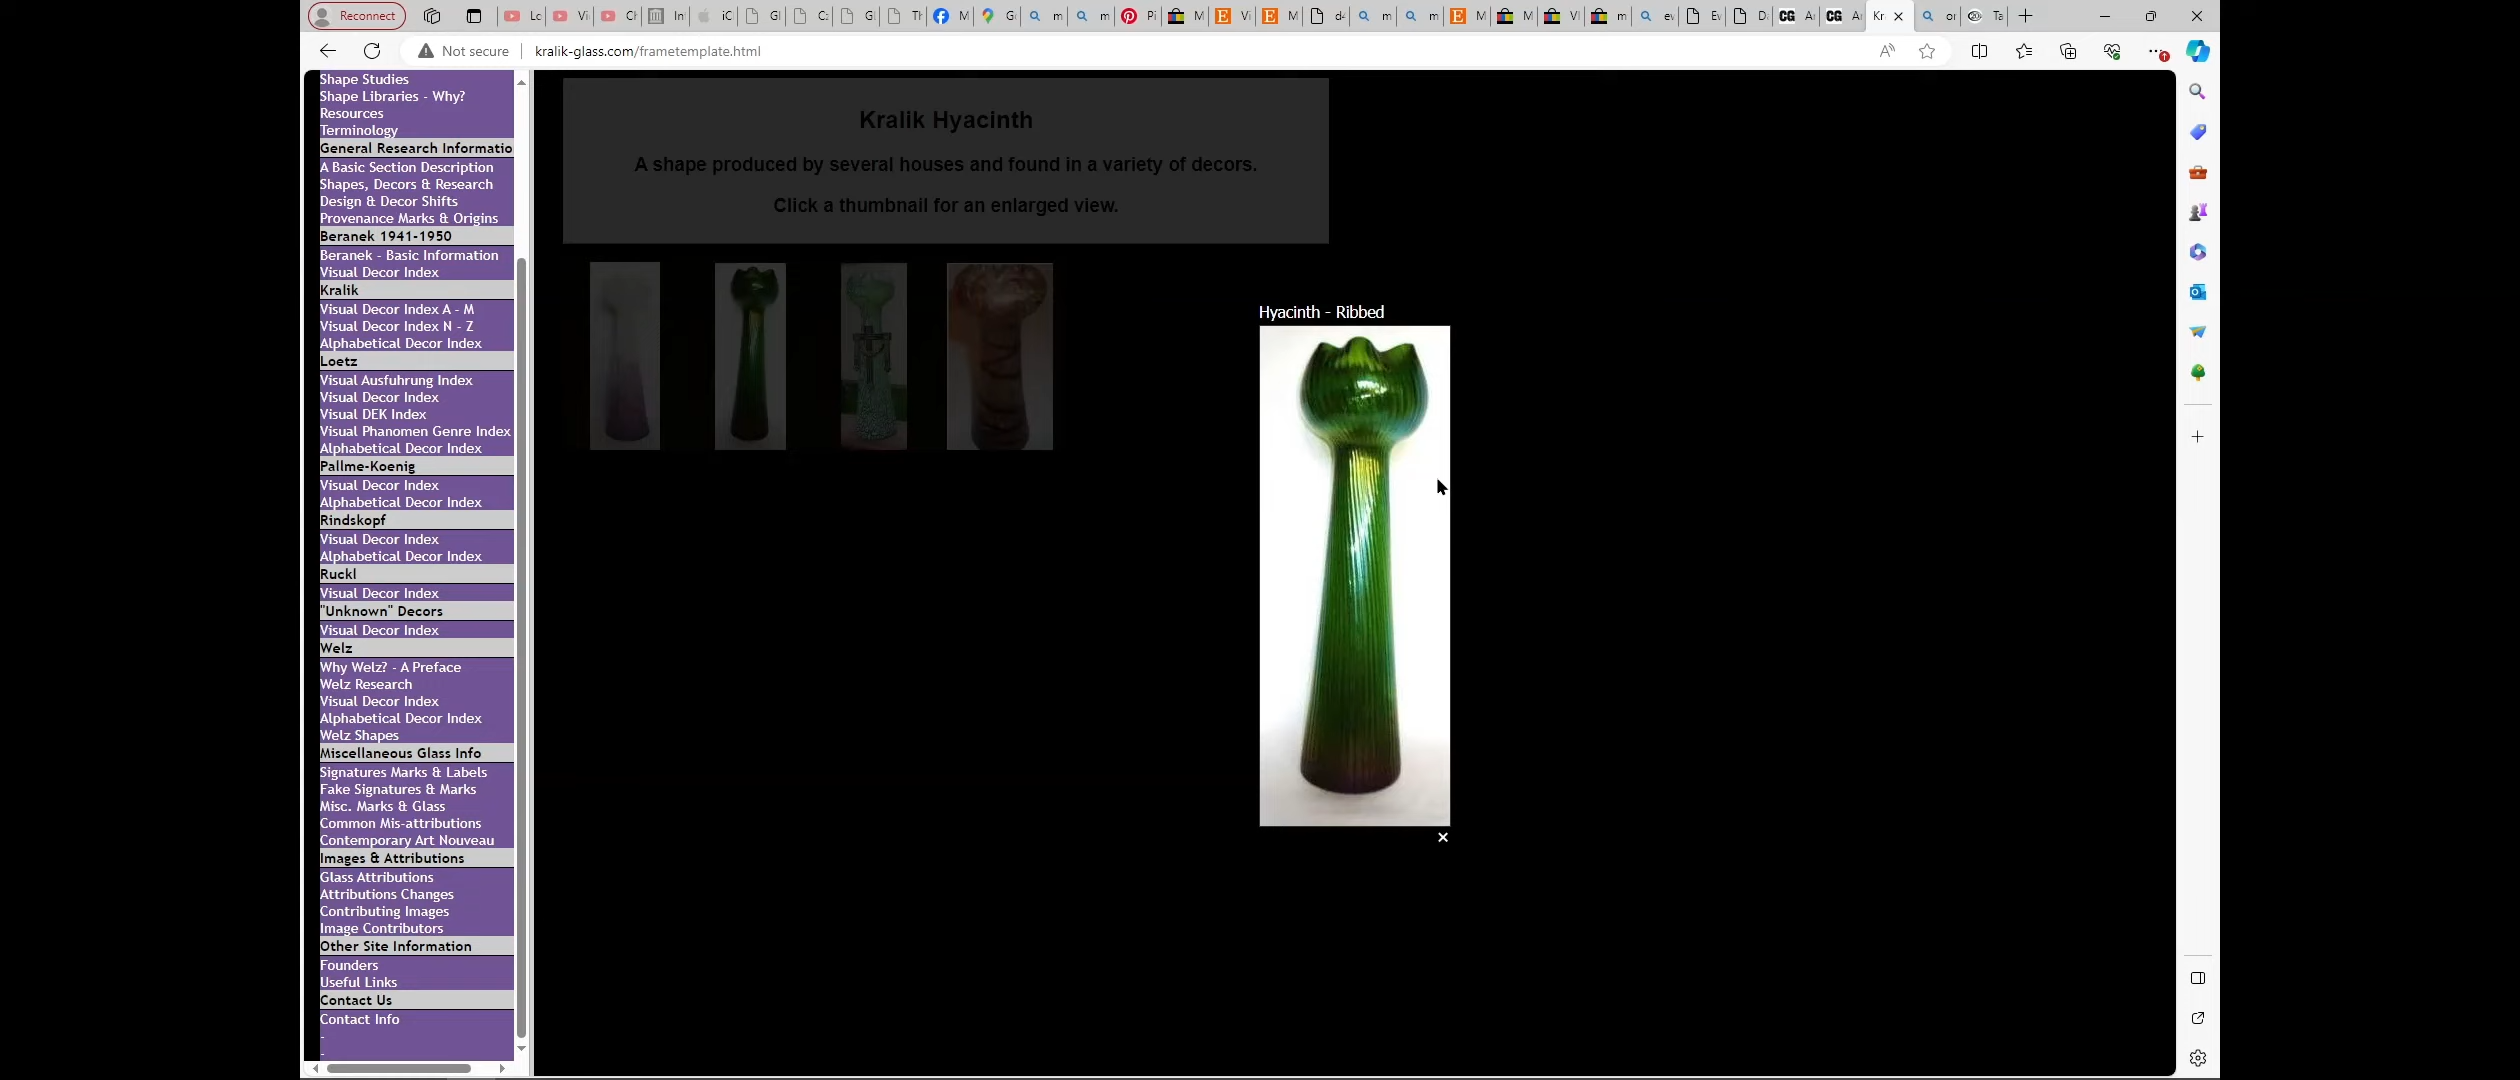 Reconnect
Not secure
kralik-glass.com/frametemplate.html
Shape Studies
Shape Libraries - Why?
Resources
Terminology
General Research Informatio
A Basic Section Description
Shapes, Decors & Research
Design & Decor Shifts
Provenance Marks & Origins
Beranek 1941-1950
Beranek - Basic Information
Visual Decor Index
Kralik
Visual Decor Index A - M
Visual Decor Index N - Z
Alphabetical Decor Index
Loetz
Visual Ausfuhrung Index
Visual Decor Index
Visual DEK Index
Visual Phanomen Genre Index
Alphabetical Decor Index
Pallme-Koenig
Visual Decor Index
Alphabetical Decor Index
Rindskopf
Visual Decor Index
Alphabetical Decor Index
Ruckl
Visual Decor Index
"Unknown" Decors
Visual Decor Index
Welz
Why Welz? - A Preface
Welz Research
Visual Decor Index
Alphabetical Decor Index
Welz Shapes
Miscellaneous Glass Info
Signatures Marks & Labels
Fake Signatures & Marks
Misc. Marks & Glass
Common Mis-attributions
Contemporary Art Nouveau
Images & Attributions
Glass Attributions
Attributions Changes
Contributing Images
Image Contributors
Other Site Information
Founders
Useful Links
Contact Us
Contact Info
-
-
Kralik Hyacinth
A shape produced by several houses and found in a variety of decors.
Click a thumbnail for an enlarged view.
Hyacinth - Ribbed